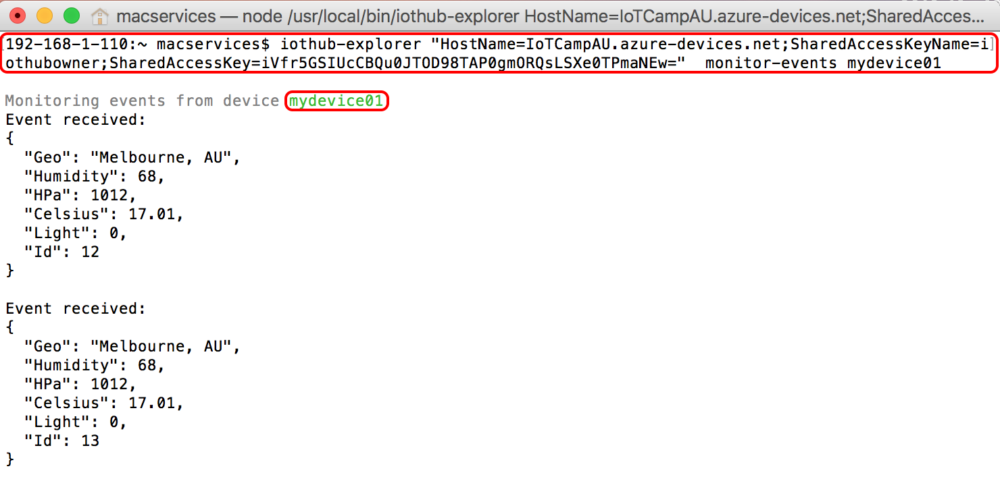 macservices — node /usr/local/bin/iothub-explorer HostName=IoTCampAU.azure-devices.net;SharedAcces...
192-168-1-110:~ macservices$ iothub-explorer "HostName=IoTCampAU.azure-devices.net;SharedAccessKeyName=i
othubowner;SharedAccessKey=iVfr5GSIUcCBQu0JTOD98TAP0gmORQsLSXe0TPmaNEw="  monitor-events mydevice01
Monitoring events from device mydevice01
Event received:
{
  "Geo": "Melbourne, AU",
  "Humidity": 68,
  "HPa": 1012,
  "Celsius": 17.01,
  "Light": 0,
  "Id": 12
}
Event received:
{
  "Geo": "Melbourne, AU",
  "Humidity": 68,
  "HPa": 1012,
  "Celsius": 17.01,
  "Light": 0,
  "Id": 13
}